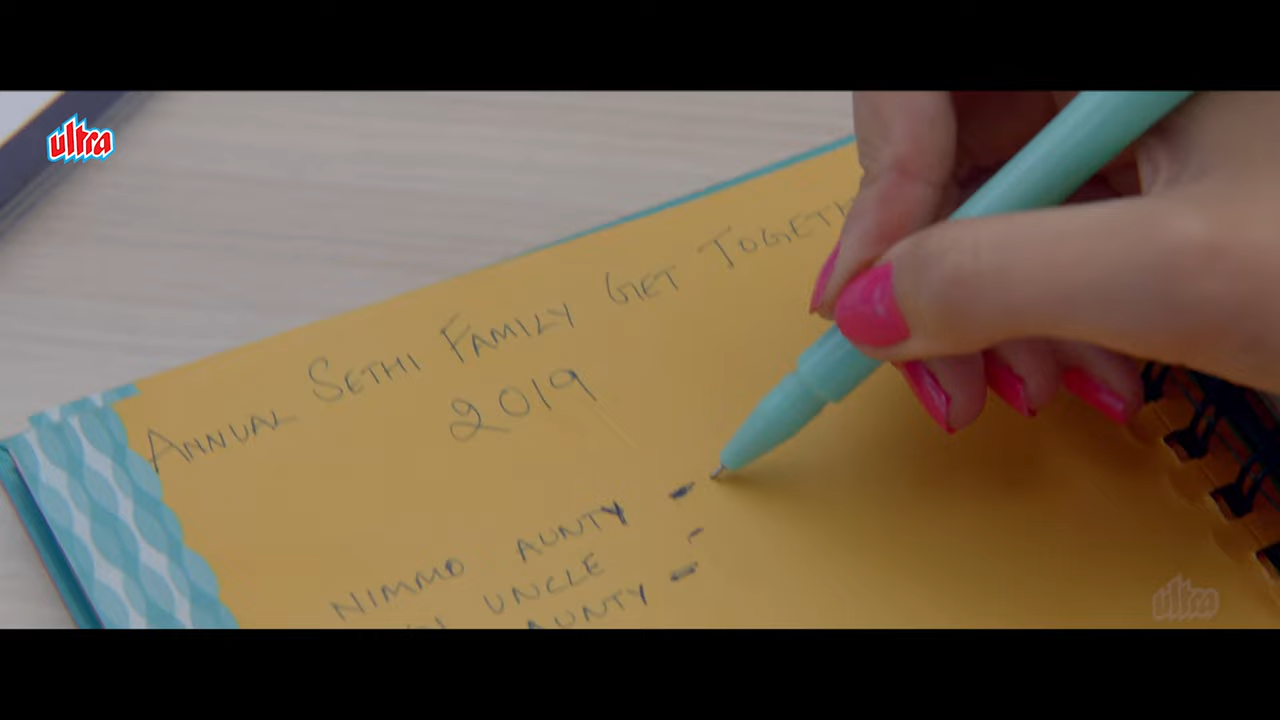 ultra
ANNUAL SETHI FAMILY GET TOGETH
2019
NIMMO AUNTY -
UNCLE -
AUNTY -
ultra